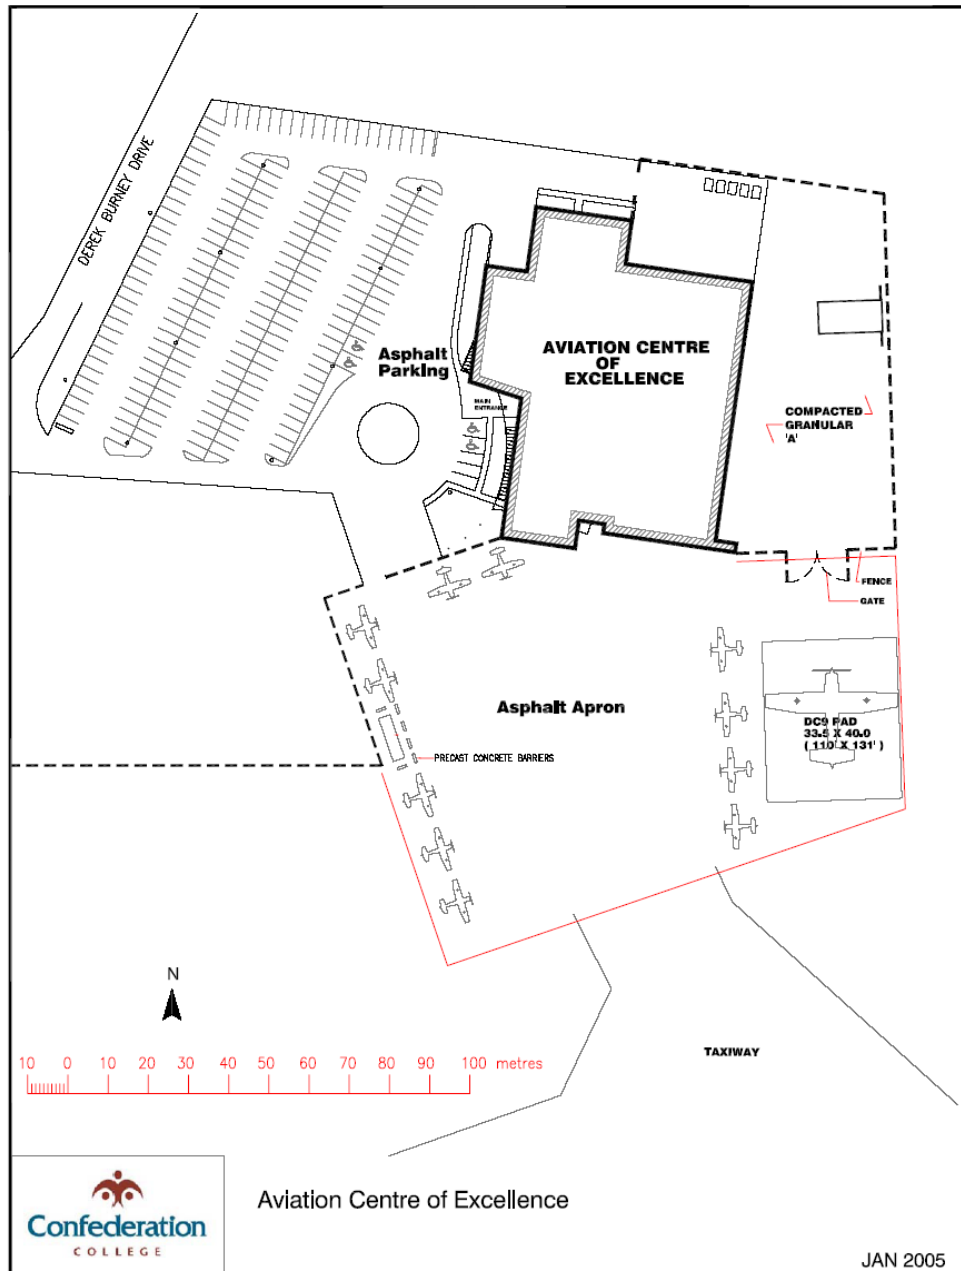 DEREK BURNEY DRIVE
Asphalt
Parking
MAIN
ENTRANCE
AVIATION CENTRE
OF
EXCELLENCE
COMPACTED
GRANULAR
'A'
FENCE
GATE
Asphalt Apron
DC9 PAD
33.5 X 40.0
( 110' X 131' )
PRECAST CONCRETE BARRIERS
N
10 0 10 20 30 40 50 60 70 80 90 100 metres
TAXIWAY
Confederation
COLLEGE
Aviation Centre of Excellence
JAN 2005